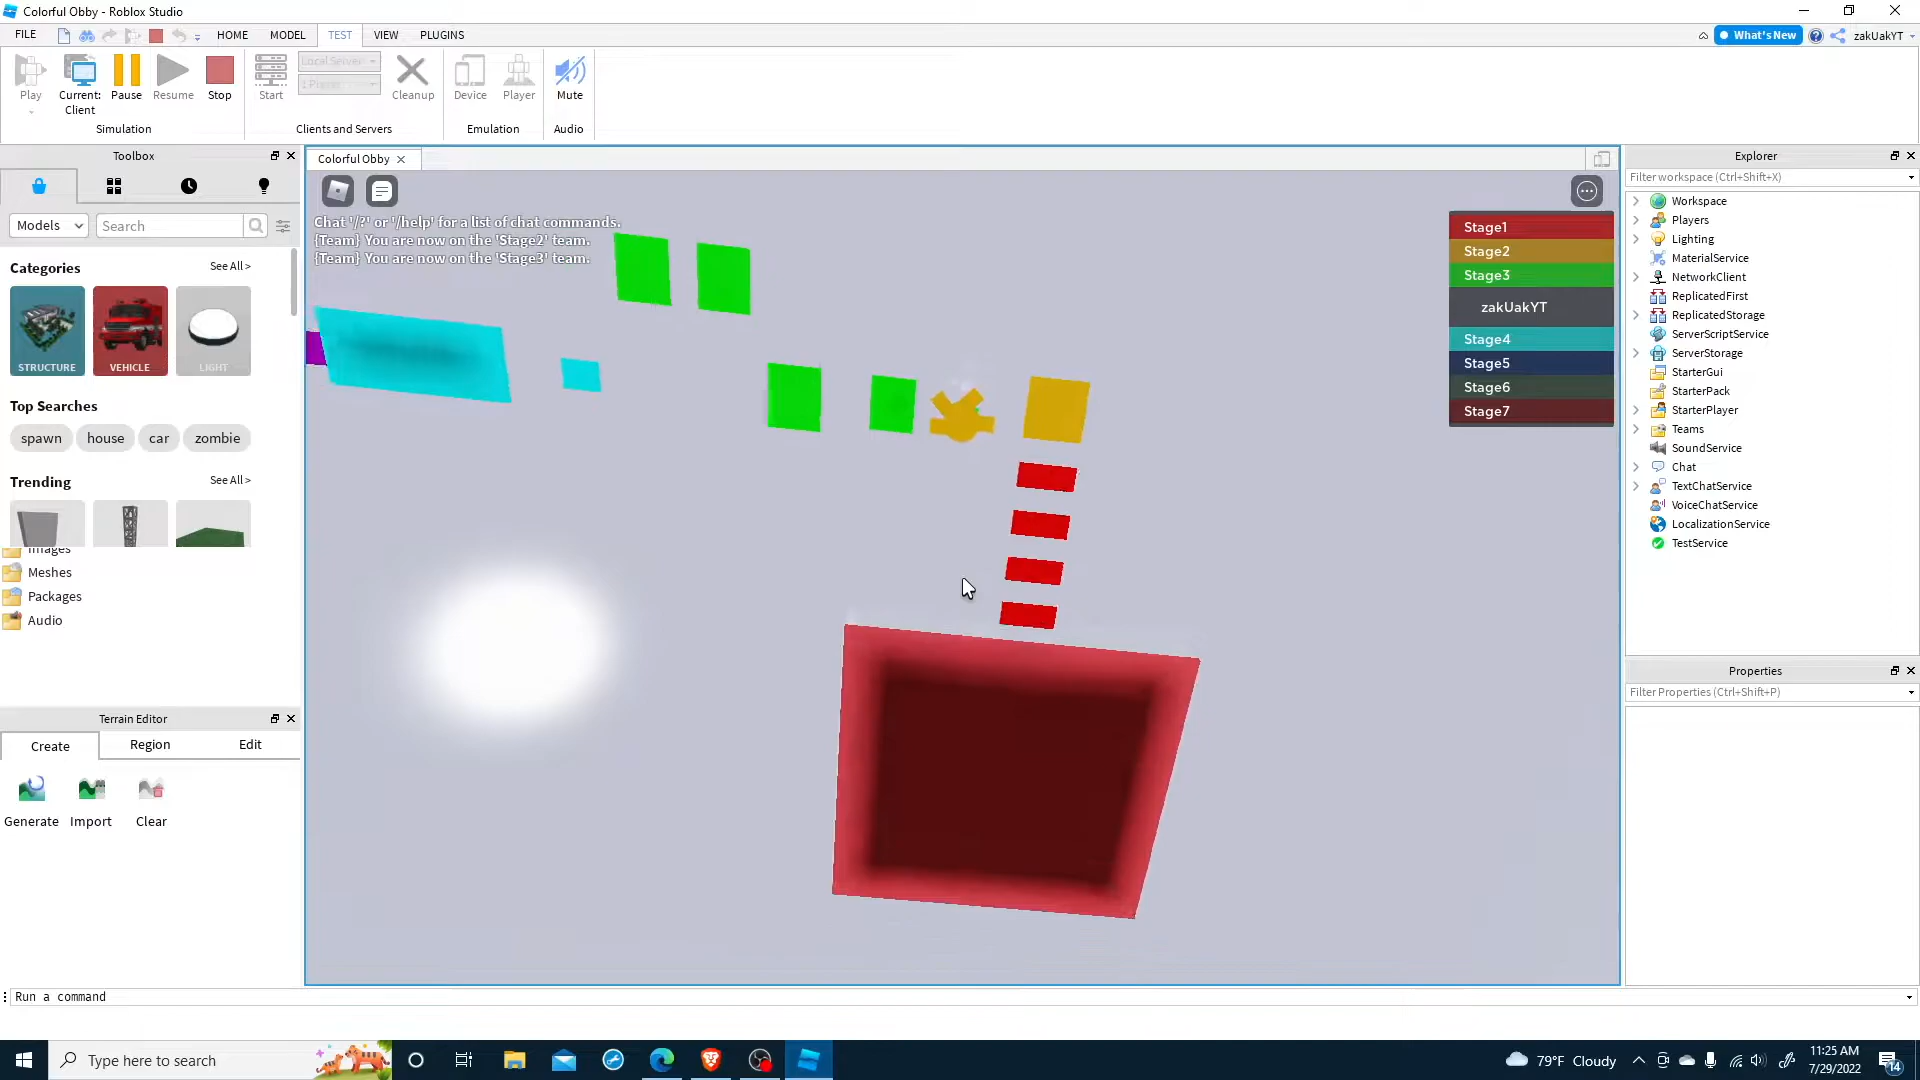 Colorful Obby - Roblox Studio
FILE
HOME
MODEL
TEST
VIEW
PLUGINS
What's New
zakUakYT
Play
Current:
Client
Pause
Resume
Stop
Simulation
Start
Local Server
1 Player
Cleanup
Clients and Servers
Device
Player
Emulation
Mute
Audio
Toolbox
Models
Search
Categories
See All >
STRUCTURE
VEHICLE
LIGHT
Top Searches
spawn
house
car
zombie
Trending
See All >
Images
Meshes
Packages
Audio
Terrain Editor
Create
Region
Edit
Generate
Import
Clear
Colorful Obby
Chat '/?' or '/help' for a list of chat commands.
{Team} You are now on the 'Stage2' team.
{Team} You are now on the 'Stage3' team.
Stage1
Stage2
Stage3
zakUakYT
Stage4
Stage5
Stage6
Stage7
Explorer
Filter workspace (Ctrl+Shift+X)
Workspace
Players
Lighting
MaterialService
NetworkClient
ReplicatedFirst
ReplicatedStorage
ServerScriptService
ServerStorage
StarterGui
StarterPack
StarterPlayer
Teams
SoundService
Chat
TextChatService
VoiceChatService
LocalizationService
TestService
Properties
Filter Properties (Ctrl+Shift+P)
Run a command
Type here to search
79°F Cloudy
11:25 AM
7/29/2022
14